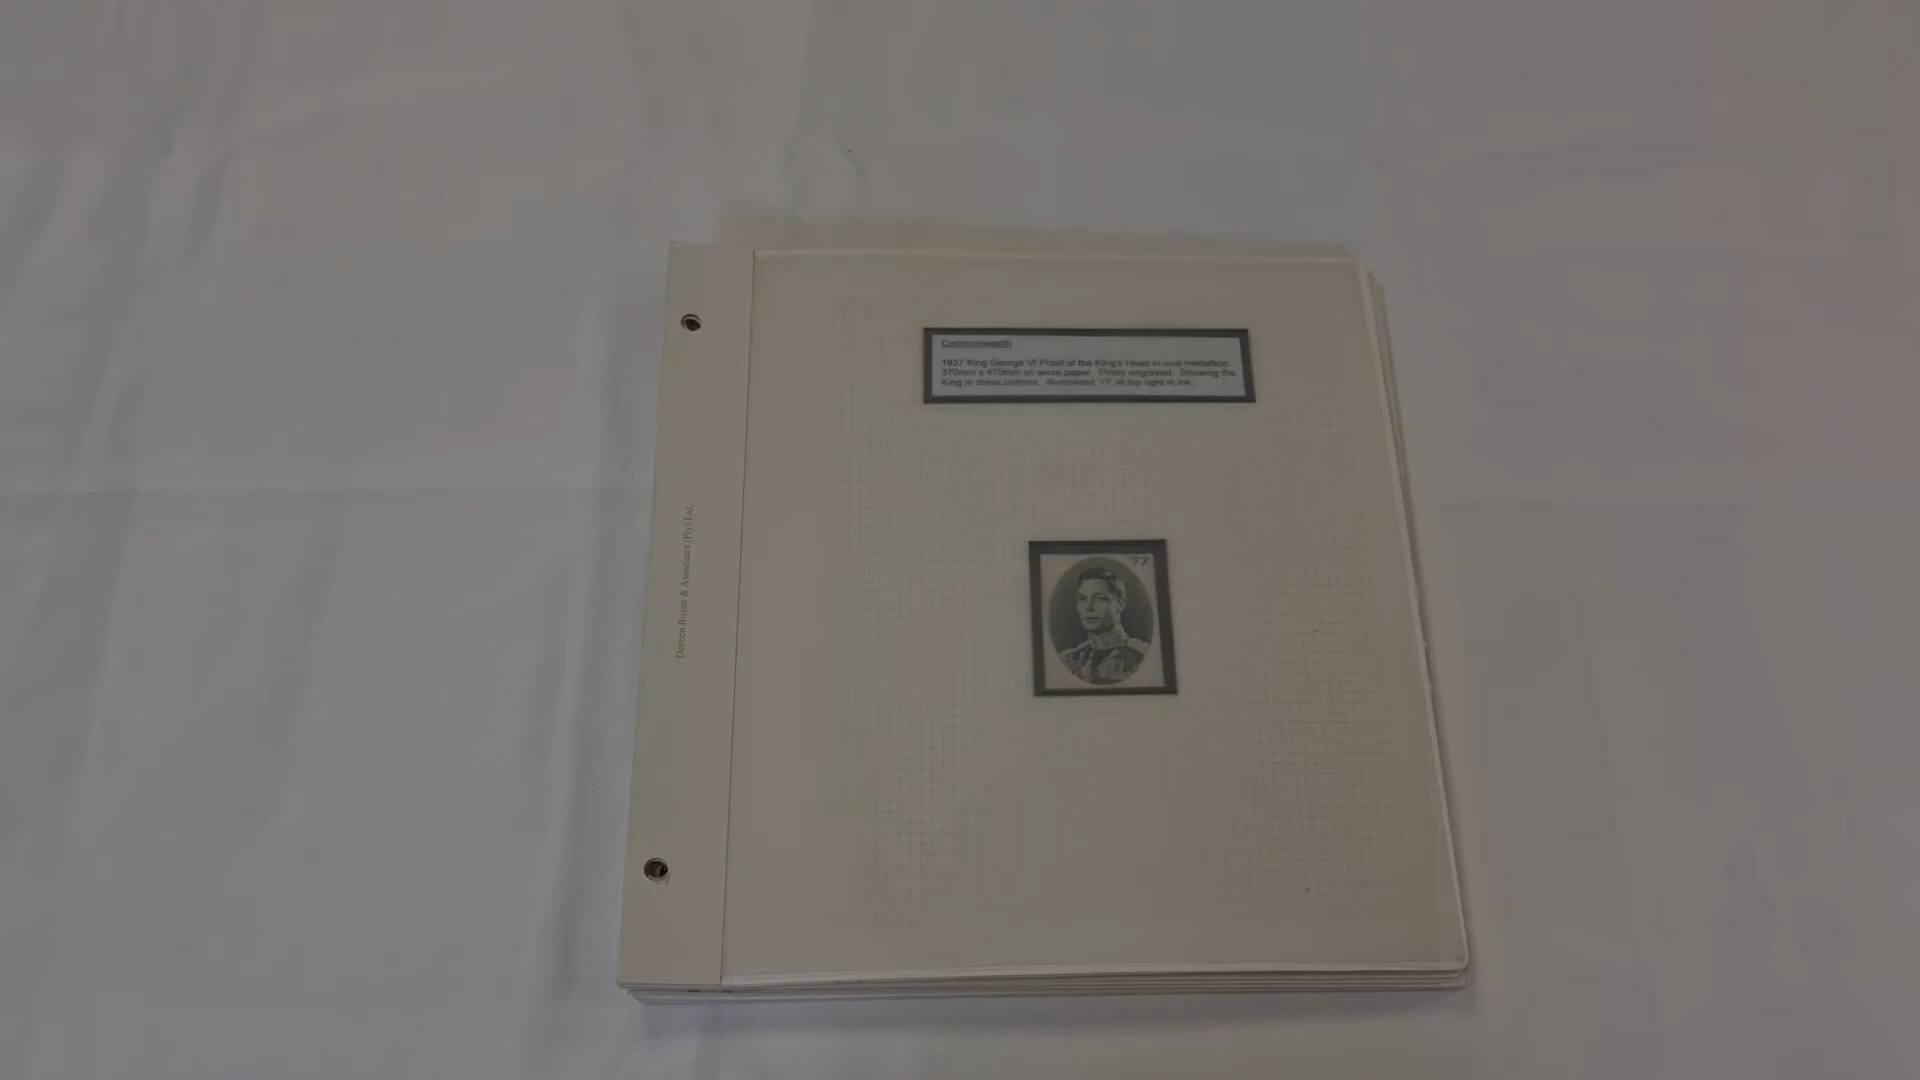 Commonwealth
1937 King George VI Proof of the King's Head in oval medallion.
370mm x 470mm on wove paper. Finely engraved. Showing the
King in dress uniform. Numbered '77' at top right in ink.
77
Doreen Royan & Associates (Pty) Ltd